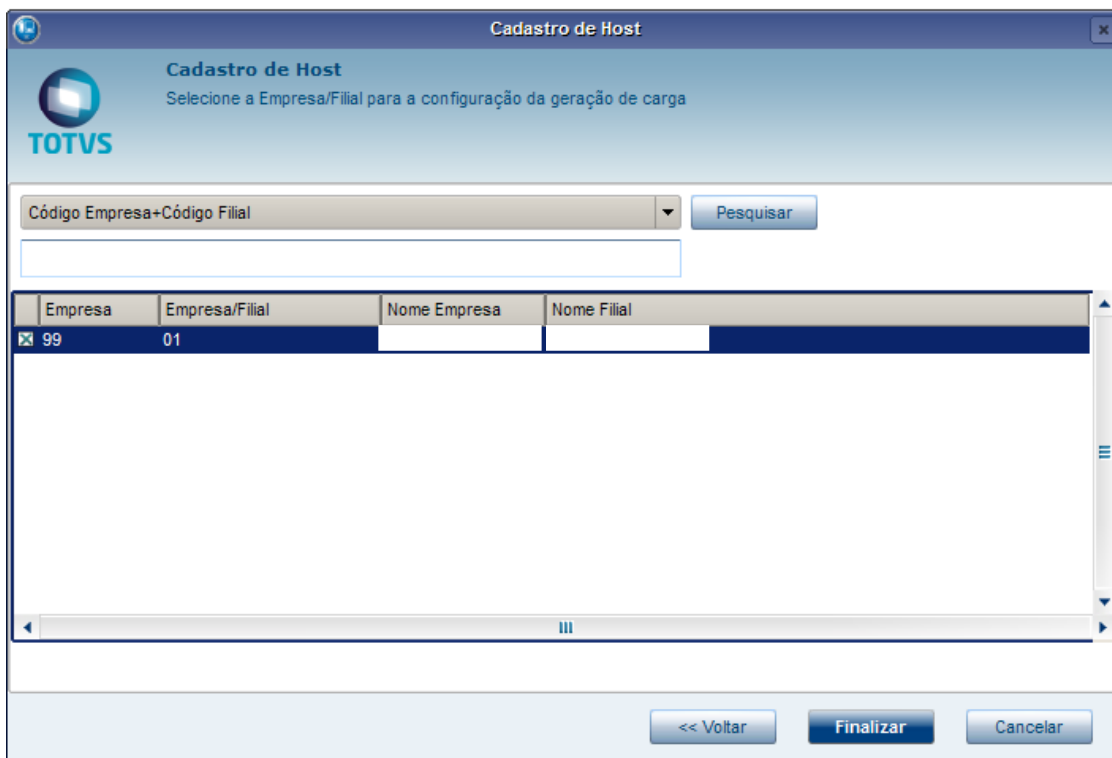 Cadastro de Host
Cadastro de Host
Selecione a Empresa/Filial para a configuração da geração de carga
TOTVS
Código Empresa+Código Filial
Pesquisar
Empresa Empresa/Filial Nome Empresa Nome Filial
99 01
<< Voltar Finalizar Cancelar